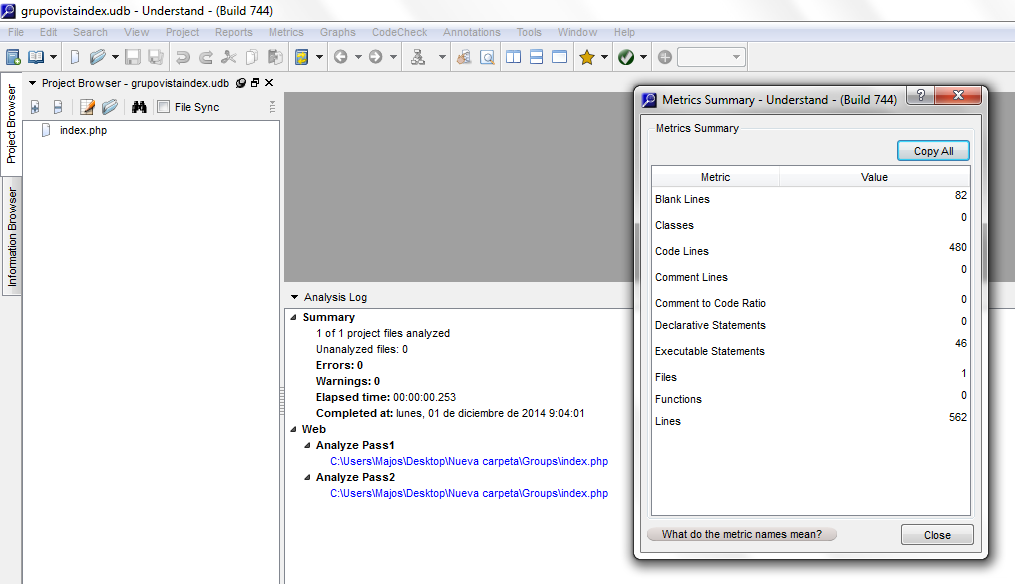 grupovistaindex.udb - Understand - (Build 744)
File Edit Search View Project Reports Metrics Graphs CodeCheck Annotations Tools Window Help
Project Browser
Information Browser
Project Browser - grupovistaindex.udb
File Sync
index.php
Analysis Log
Summary
1 of 1 project files analyzed
Unanalyzed files: 0
Errors: 0
Warnings: 0
Elapsed time: 00:00:00.253
Completed at: lunes, 01 de diciembre de 2014 9:04:01
Web
Analyze Pass1
C:\Users\Majos\Desktop\Nueva carpeta\Groups\index.php
Analyze Pass2
C:\Users\Majos\Desktop\Nueva carpeta\Groups\index.php
Metrics Summary - Understand - (Build 744)
Metrics Summary
Copy All
Metric Value
Blank Lines 82
Classes 0
Code Lines 480
Comment Lines 0
Comment to Code Ratio 0
Declarative Statements 0
Executable Statements 46
Files 1
Functions 0
Lines 562
What do the metric names mean?
Close